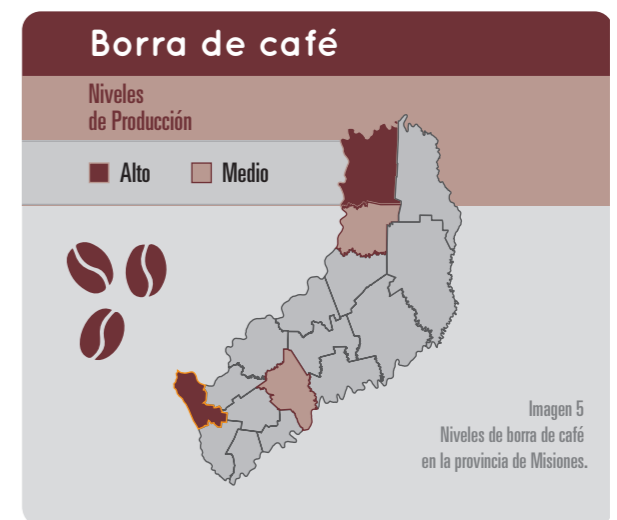 Borra de café
Niveles
de Producción
Alto
Medio
Imagen 5
Niveles de borra de café
en la provincia de Misiones.